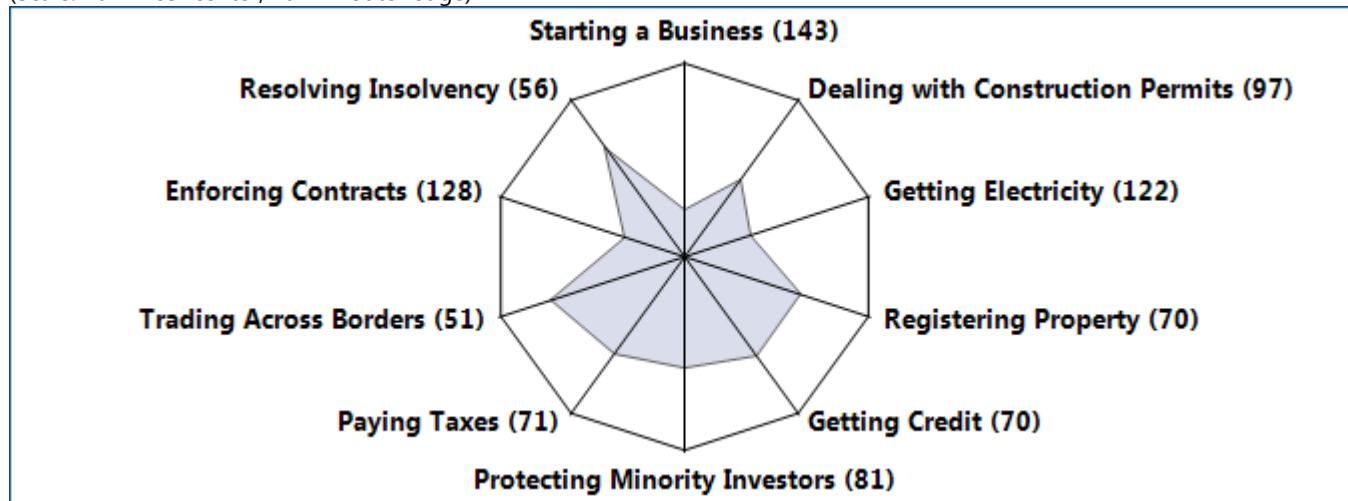 Starting a Business (143)
Resolving Insolvency (56)
Dealing with Construction Permits (97)
Enforcing Contracts (128)
Getting Electricity (122)
Trading Across Borders (51)
Registering Property (70)
Paying Taxes (71)
Getting Credit (70)
Protecting Minority Investors (81)